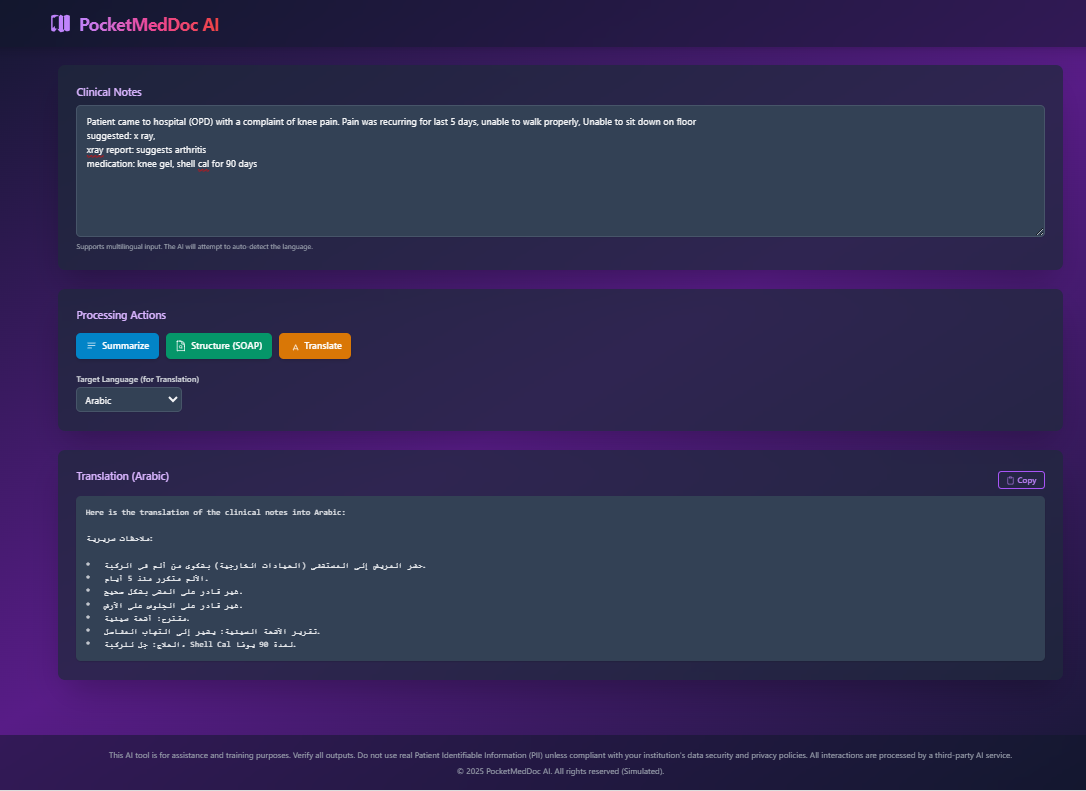 PocketMedDoc AI
Clinical Notes
Patient came to hospital (OPD) with a complaint of knee pain. Pain was recurring for last 5 days, unable to walk properly, Unable to sit down on floor
suggested: x ray,
xray report: suggests arthritis
medication: knee gel, shell cal for 90 days
Supports multilingual input. The AI will attempt to auto-detect the language.
Processing Actions
Summarize
Structure (SOAP)
Translate
Target Language (for Translation)
Arabic
Translation (Arabic)
Copy
Here is the translation of the clinical notes into Arabic:
ملاحظات سريرية:
* حضر المريض إلى المستشفى (العيادات الخارجية) بشكوى من ألم في الركبة.
* الألم متكرر منذ 5 أيام.
* غير قادر على المشي بشكل صحيح.
* غير قادر على الجلوس على الأرض.
* مقترح: أشعة سينية.
* تقرير الأشعة السينية: يشير إلى التهاب المفاصل.
* العلاج: جل للركبة، Shell Cal لمدة 90 يومًا.
This AI tool is for assistance and training purposes. Verify all outputs. Do not use real Patient Identifiable Information (PII) unless compliant with your institution's data security and privacy policies. All interactions are processed by a third-party AI service.
© 2025 PocketMedDoc AI. All rights reserved (Simulated).